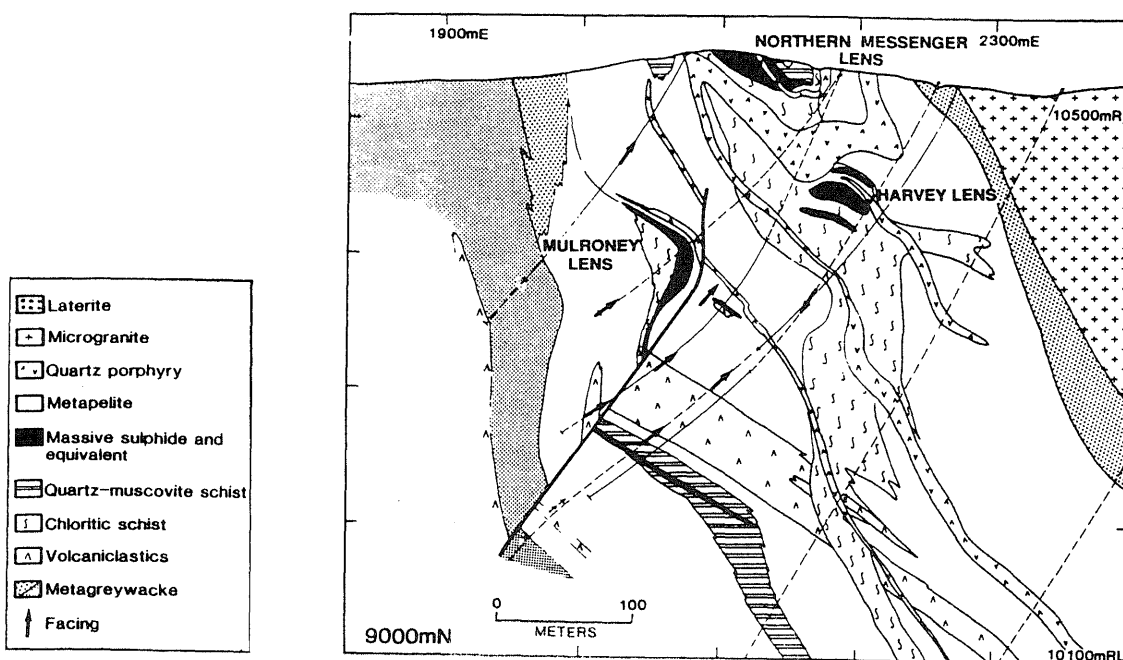 1900mE
NORTHERN MESSENGER
LENS
2300mE
10500mR
HARVEY LENS
MULRONEY
LENS
Laterite
Microgranite
Quartz porphyry
Metapelite
Massive sulphide and
equivalent
Quartz-muscovite schist
Chloritic schist
Volcaniclastics
Metagreywacke
Facing
0 100
METERS
9000mN
10100mRL